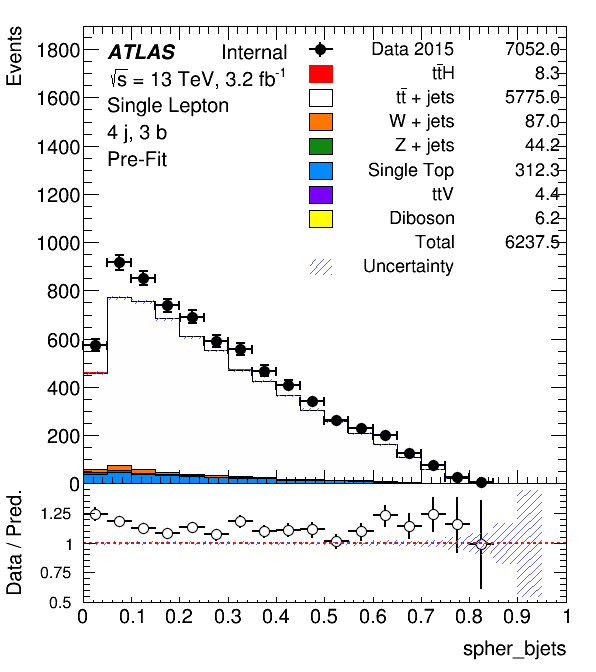 Events
1800
1600
1400
1200
1000
800
600
400
200
0
ATLAS Internal
√s = 13 TeV, 3.2 fb⁻¹
Single Lepton
4 j, 3 b
Pre-Fit
Data 2015 7052.0
tt̄H 8.3
tt̄ + jets 5775.0
W + jets 87.0
Z + jets 44.2
Single Top 312.3
ttV 4.4
Diboson 6.2
Total 6237.5
Uncertainty
Data / Pred.
1.25
1
0.75
0.5
0 0.1 0.2 0.3 0.4 0.5 0.6 0.7 0.8 0.9 1
spher_bjets